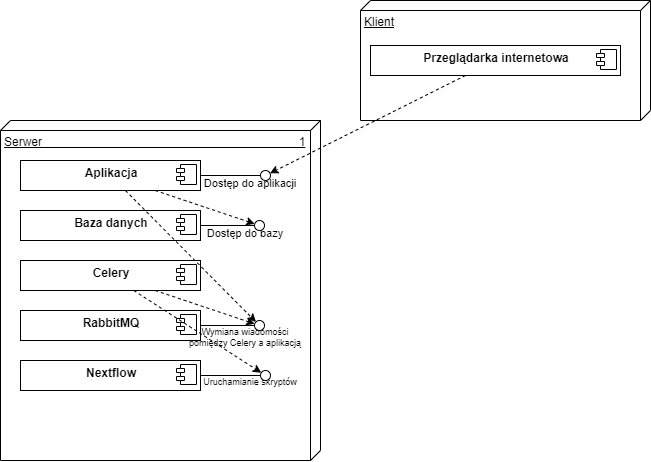 Klient
Przeglądarka internetowa
Serwer 1
Aplikacja
Dostęp do aplikacji
Baza danych
Dostęp do bazy
Celery
RabbitMQ
Wymiana wiadomości
pomiędzy Celery a aplikacją
Nextflow
Uruchamianie skryptów